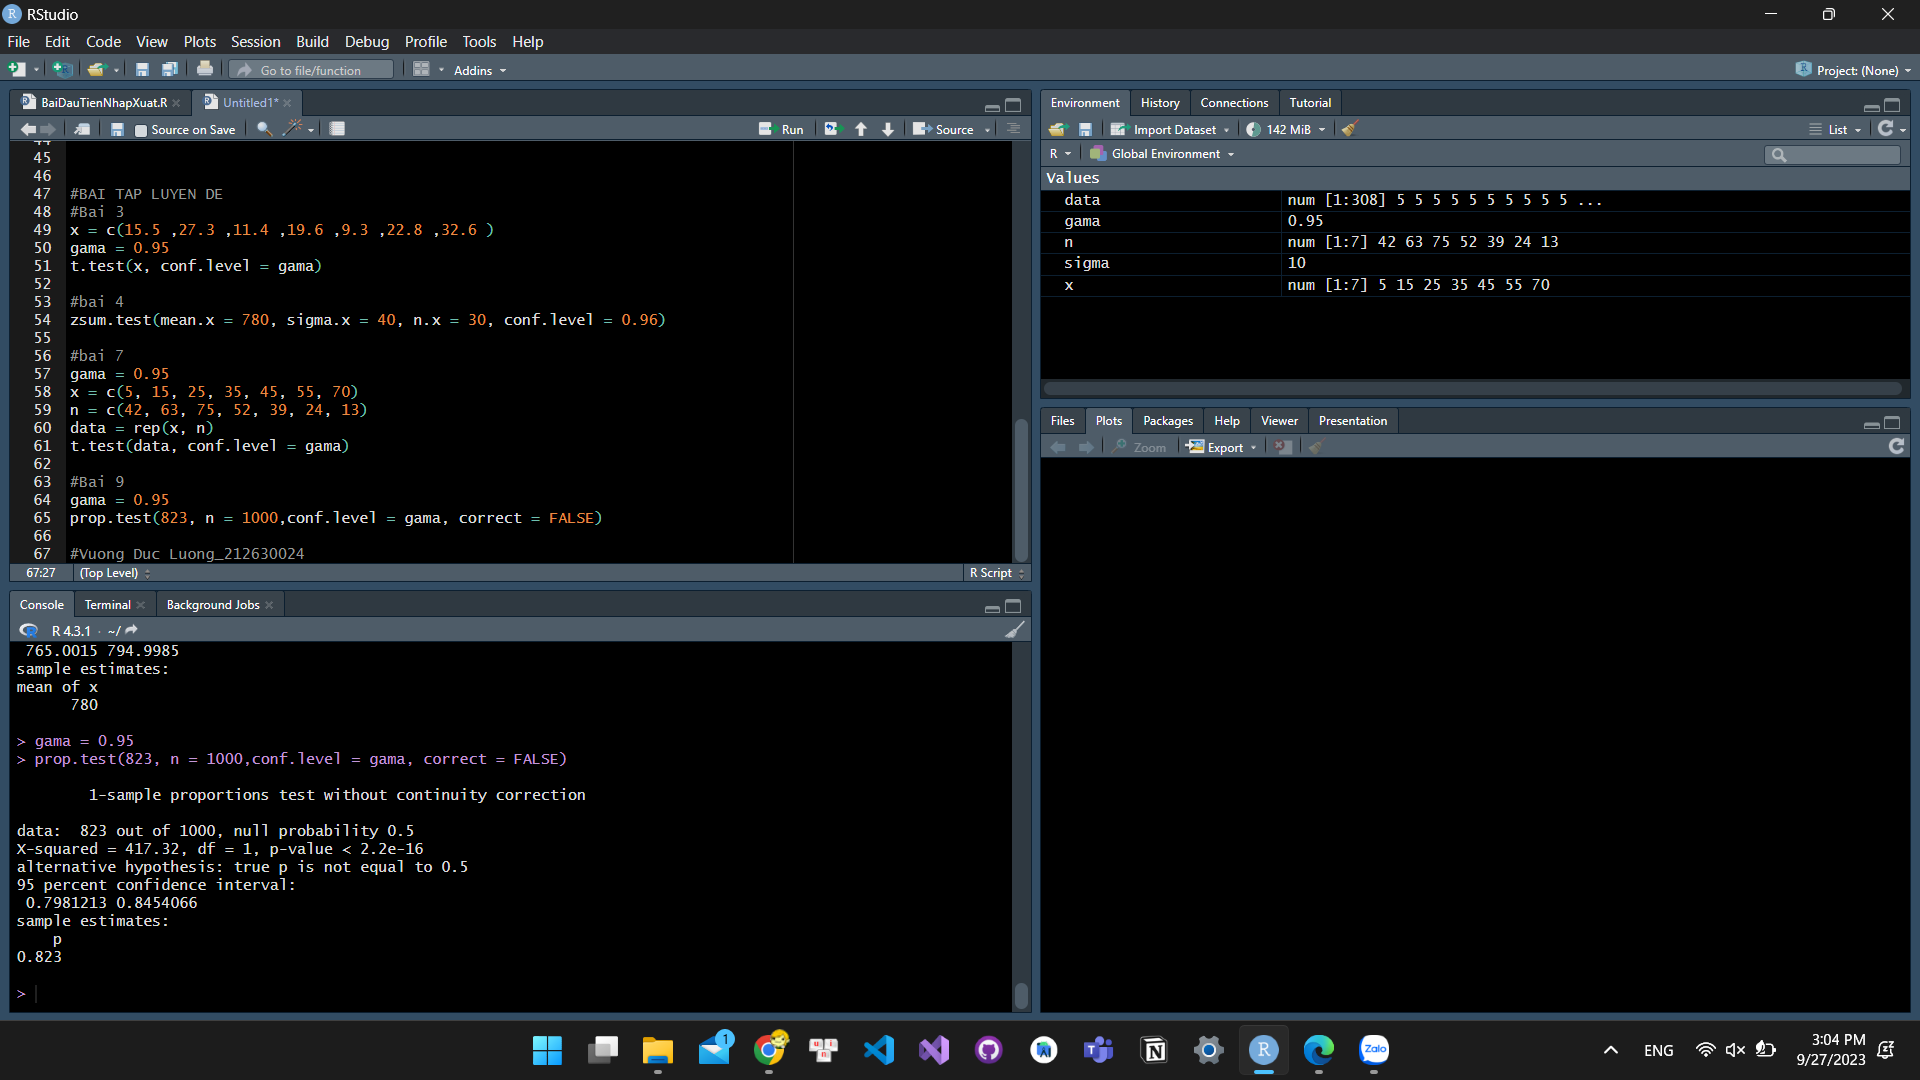 RStudio
File Edit Code View Plots Session Build Debug Profile Tools Help
Go to file/function Addins Project: (None)
BaiDauTienNhapXuat.R Untitled1*
Source on Save Run Source
44
45
46
47 #BAI TAP LUYEN DE
48 #Bai 3
49 x = c(15.5 ,27.3 ,11.4 ,19.6 ,9.3 ,22.8 ,32.6 )
50 gama = 0.95
51 t.test(x, conf.level = gama)
52
53 #bai 4
54 zsum.test(mean.x = 780, sigma.x = 40, n.x = 30, conf.level = 0.96)
55
56 #bai 7
57 gama = 0.95
58 x = c(5, 15, 25, 35, 45, 55, 70)
59 n = c(42, 63, 75, 52, 39, 24, 13)
60 data = rep(x, n)
61 t.test(data, conf.level = gama)
62
63 #Bai 9
64 gama = 0.95
65 prop.test(823, n = 1000,conf.level = gama, correct = FALSE)
66
67 #Vuong Duc Luong_212630024
67:27 (Top Level) R Script
Console Terminal Background Jobs
R 4.3.1 · ~/
765.0015 794.9985
sample estimates:
mean of x
780
> gama = 0.95
> prop.test(823, n = 1000,conf.level = gama, correct = FALSE)
1-sample proportions test without continuity correction
data: 823 out of 1000, null probability 0.5
X-squared = 417.32, df = 1, p-value < 2.2e-16
alternative hypothesis: true p is not equal to 0.5
95 percent confidence interval:
0.7981213 0.8454066
sample estimates:
p
0.823
>
Environment History Connections Tutorial
Import Dataset 142 MiB List
R Global Environment
Values
data num [1:308] 5 5 5 5 5 5 5 5 5 5 ...
gama 0.95
n num [1:7] 42 63 75 52 39 24 13
sigma 10
x num [1:7] 5 15 25 35 45 55 70
Files Plots Packages Help Viewer Presentation
Zoom Export
1
Zalo
ENG
3:04 PM
9/27/2023